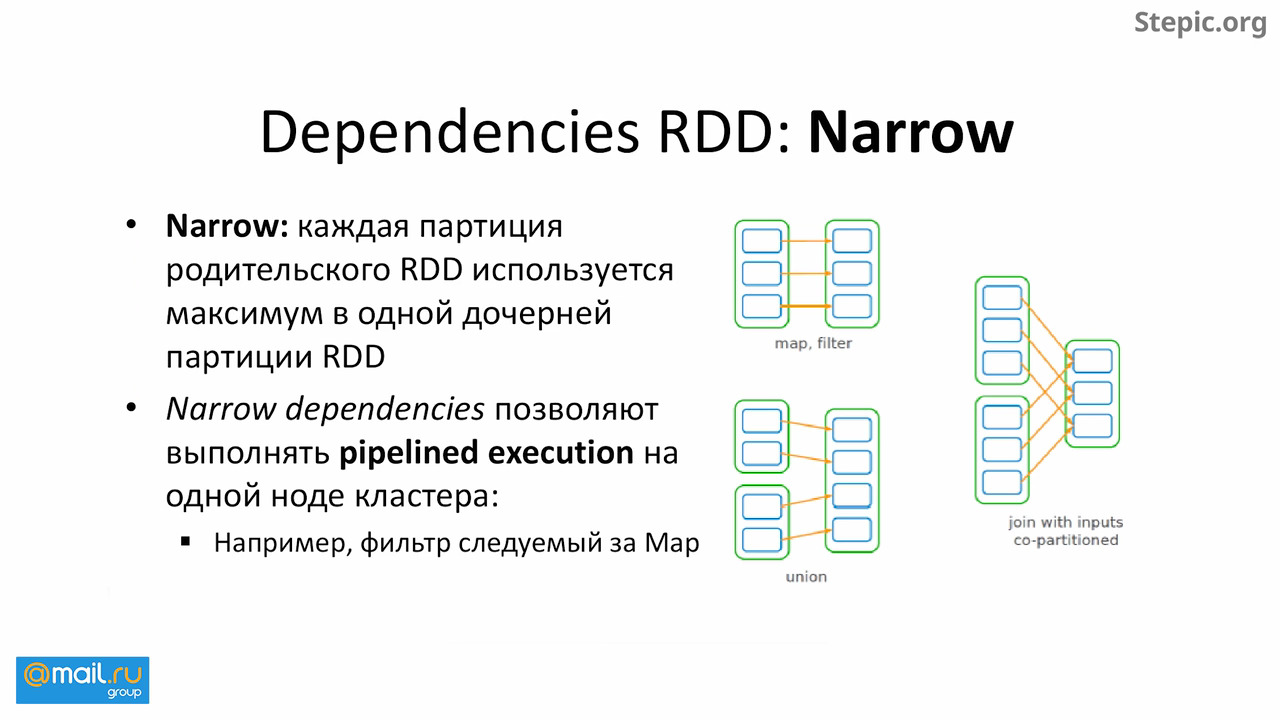 Stepic.org
Dependencies RDD: Narrow
• Narrow: каждая партиция
родительского RDD используется
максимум в одной дочерней
партиции RDD
• Narrow dependencies позволяют
выполнять pipelined execution на
одной ноде кластера:
▪ Например, фильтр следуемый за Map
map, filter
union
join with inputs
co-partitioned
@mail.ru
group